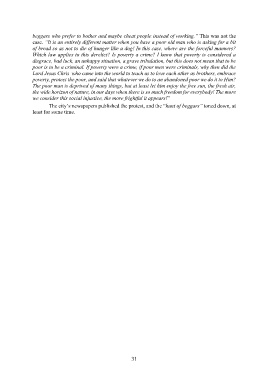 beggars who prefer to bother and maybe cheat people instead of working." This was not the
case. "It is an entirely different matter when you have a poor old man who is asking for a bit
of bread so as not to die of hunger like a dog! In this case, where are the forceful manners?
Which law applies to this derelict? Is poverty a crime? I know that poverty is considered a
disgrace, bad luck, an unhappy situation, a grave tribulation, but this does not mean that to be
poor is to be a criminal. If poverty were a crime, if poor men were criminals, why then did the
Lord Jesus Christ, who came into the world to teach us to love each other as brothers, embrace
poverty, protect the poor, and said that whatever we do to an abandoned poor we do it to Him?
The poor man is deprived of many things, but at least let him enjoy the free sun, the fresh air,
the wide horizon of nature, in our days when there is so much freedom for everybody! The more
we consider this social injustice, the more frightful it appears!"
The city's newspapers published the protest, and the "hunt of beggars" toned down, at
least for some time.
31